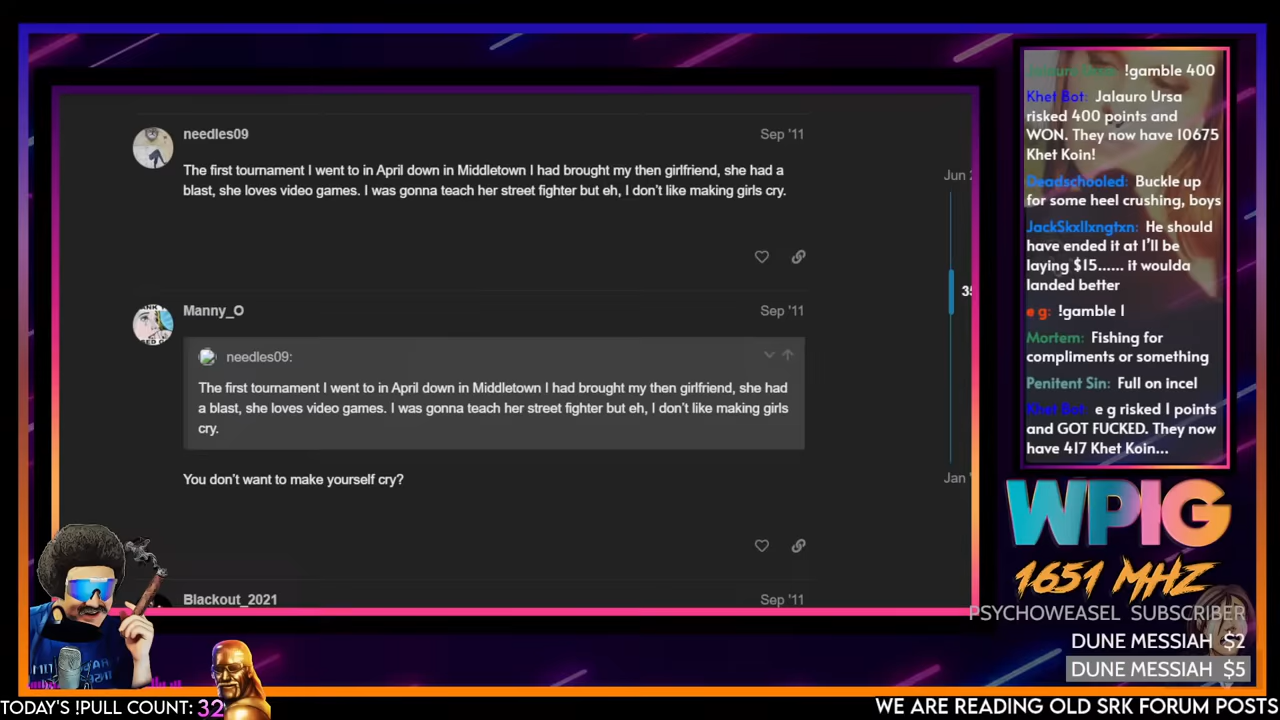 needles09
Sep '11
The first tournament I went to in April down in Middletown I had brought my then girlfriend, she had a
blast, she loves video games. I was gonna teach her street fighter but eh, I don't like making girls cry.
Manny_O
Sep '11
needles09:
The first tournament I went to in April down in Middletown I had brought my then girlfriend, she had
a blast, she loves video games. I was gonna teach her street fighter but eh, I don't like making girls
cry.
You don't want to make yourself cry?
Blackout_2021
Sep '11
Jun
35
Jan
Jalauro Ursa: !gamble 400
Khet Bot: Jalauro Ursa
risked 400 points and
WON. They now have 10675
Khet Koin!
Deadschooled: Buckle up
for some heel crushing, boys
JackSkxllxngtxn: He should
have ended it at I'll be
laying $15...... it woulda
landed better
e g: !gamble 1
Mortem: Fishing for
compliments or something
Penitent Sin: Full on incel
Khet Bot: e g risked 1 points
and GOT FUCKED. They now
have 417 Khet Koin...
WPIG
1651 MHZ
PSYCHOWEASEL SUBSCRIBER
DUNE MESSIAH $2
DUNE MESSIAH $5
TODAY'S !PULL COUNT: 32
WE ARE READING OLD SRK FORUM POSTS